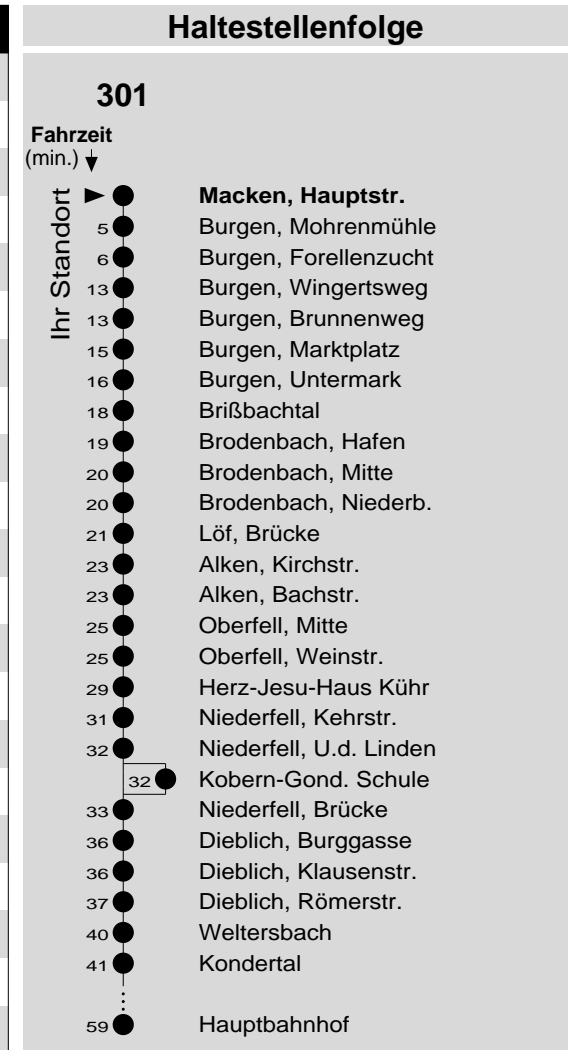 Haltestellenfolge
301
Fahrzeit
(min.)
Ihr Standort
Macken, Hauptstr.
5 Burgen, Mohrenmühle
6 Burgen, Forellenzucht
13 Burgen, Wingertsweg
13 Burgen, Brunnenweg
15 Burgen, Marktplatz
16 Burgen, Untermark
18 Brißbachtal
19 Brodenbach, Hafen
20 Brodenbach, Mitte
20 Brodenbach, Niederb.
21 Löf, Brücke
23 Alken, Kirchstr.
23 Alken, Bachstr.
25 Oberfell, Mitte
25 Oberfell, Weinstr.
29 Herz-Jesu-Haus Kühr
31 Niederfell, Kehrstr.
32 Niederfell, U.d. Linden
32 Kobern-Gond. Schule
33 Niederfell, Brücke
36 Dieblich, Burggasse
36 Dieblich, Klausenstr.
37 Dieblich, Römerstr.
40 Weltersbach
41 Kondertal
59 Hauptbahnhof